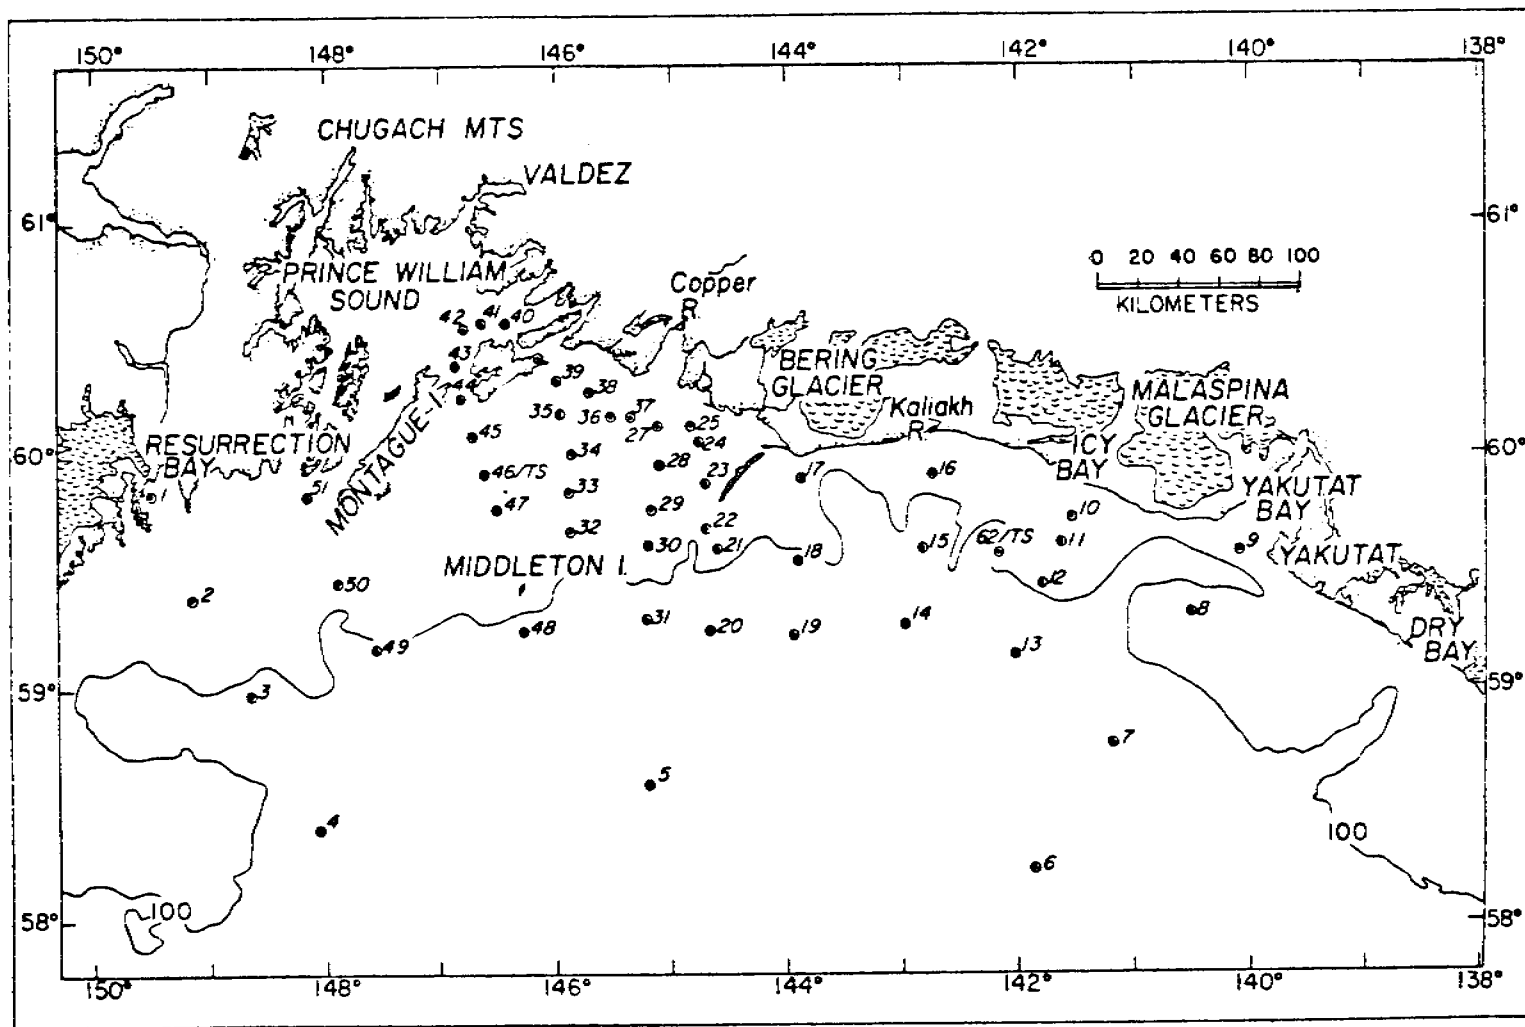 150° 148° 146° 144° 142° 140° 138°
CHUGACH MTS
VALDEZ
61° 61°
0 20 40 60 80 100
KILOMETERS
PRINCE WILLIAM
SOUND
Copper
R.
42 41 40
43
44
39
38
BERING
GLACIER
MALASPINA
GLACIER
Kaliakh
R.
MONTAGUE I.
35 36 37
27 25
24
45
34
RESURRECTION
BAY
ICY
BAY
60° 60°
46/TS
28
23
17
16
1
51
33
47
29
YAKUTAT
BAY
10
32
22
30
21
18
15
62/TS
11
9
YAKUTAT
MIDDLETON I.
12
50
2
8
31
20
19
14
48
49
13
DRY
BAY
3
59° 59°
7
5
4
6
100
100
58° 58°
150° 148° 146° 144° 142° 140° 138°